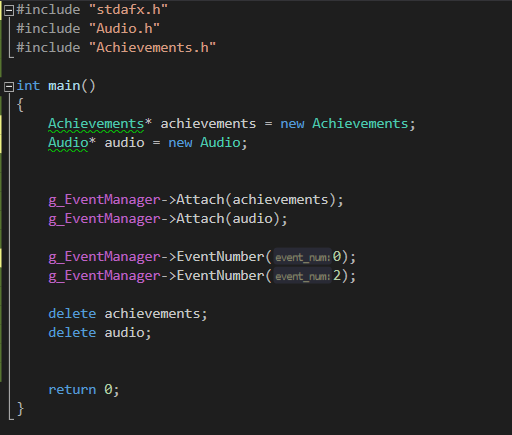 #include "stdafx.h"
#include "Audio.h"
#include "Achievements.h"
int main()
{
Achievements* achievements = new Achievements;
Audio* audio = new Audio;
g_EventManager->Attach(achievements);
g_EventManager->Attach(audio);
g_EventManager->EventNumber(event_num:0);
g_EventManager->EventNumber(event_num:2);
delete achievements;
delete audio;
return 0;
}